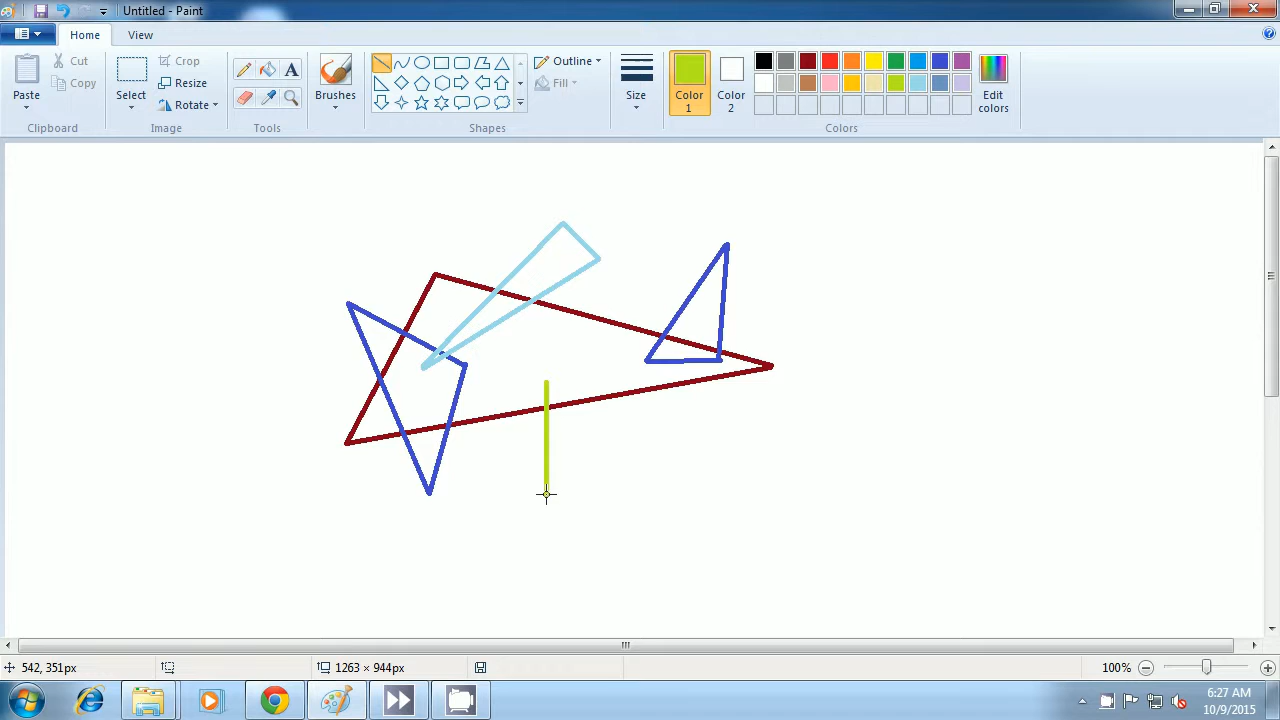 Untitled - Paint
Home View
Paste
Cut
Copy
Clipboard
Select
Crop
Resize
Rotate
Image
A
Tools
Brushes
Outline
Fill
Shapes
Size
Color 1
Color 2
Edit colors
Colors
542, 351px
1263 × 944px
100%
6:27 AM
10/9/2015